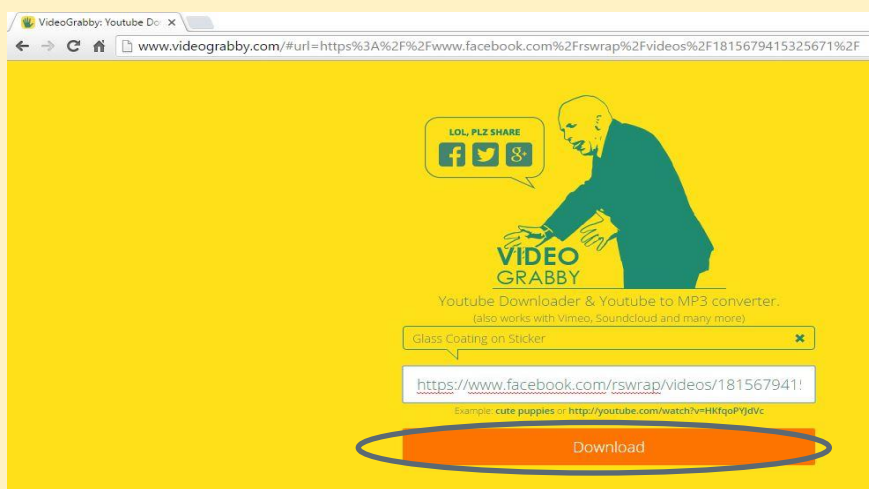 VideoGrabby: Youtube Do
www.videograbby.com/#url=https%3A%2F%2Fwww.facebook.com%2Frswrap%2Fvideos%2F1815679415325671%2F
LOL, PLZ SHARE
VIDEO
GRABBY
Youtube Downloader & Youtube to MP3 converter.
(also works with Vimeo, Soundcloud and many more)
Glass Coating on Sticker
https://www.facebook.com/rswrap/videos/181567941
Example: cute puppies or http://youtube.com/watch?v=HKfqoPYJdVc
Download